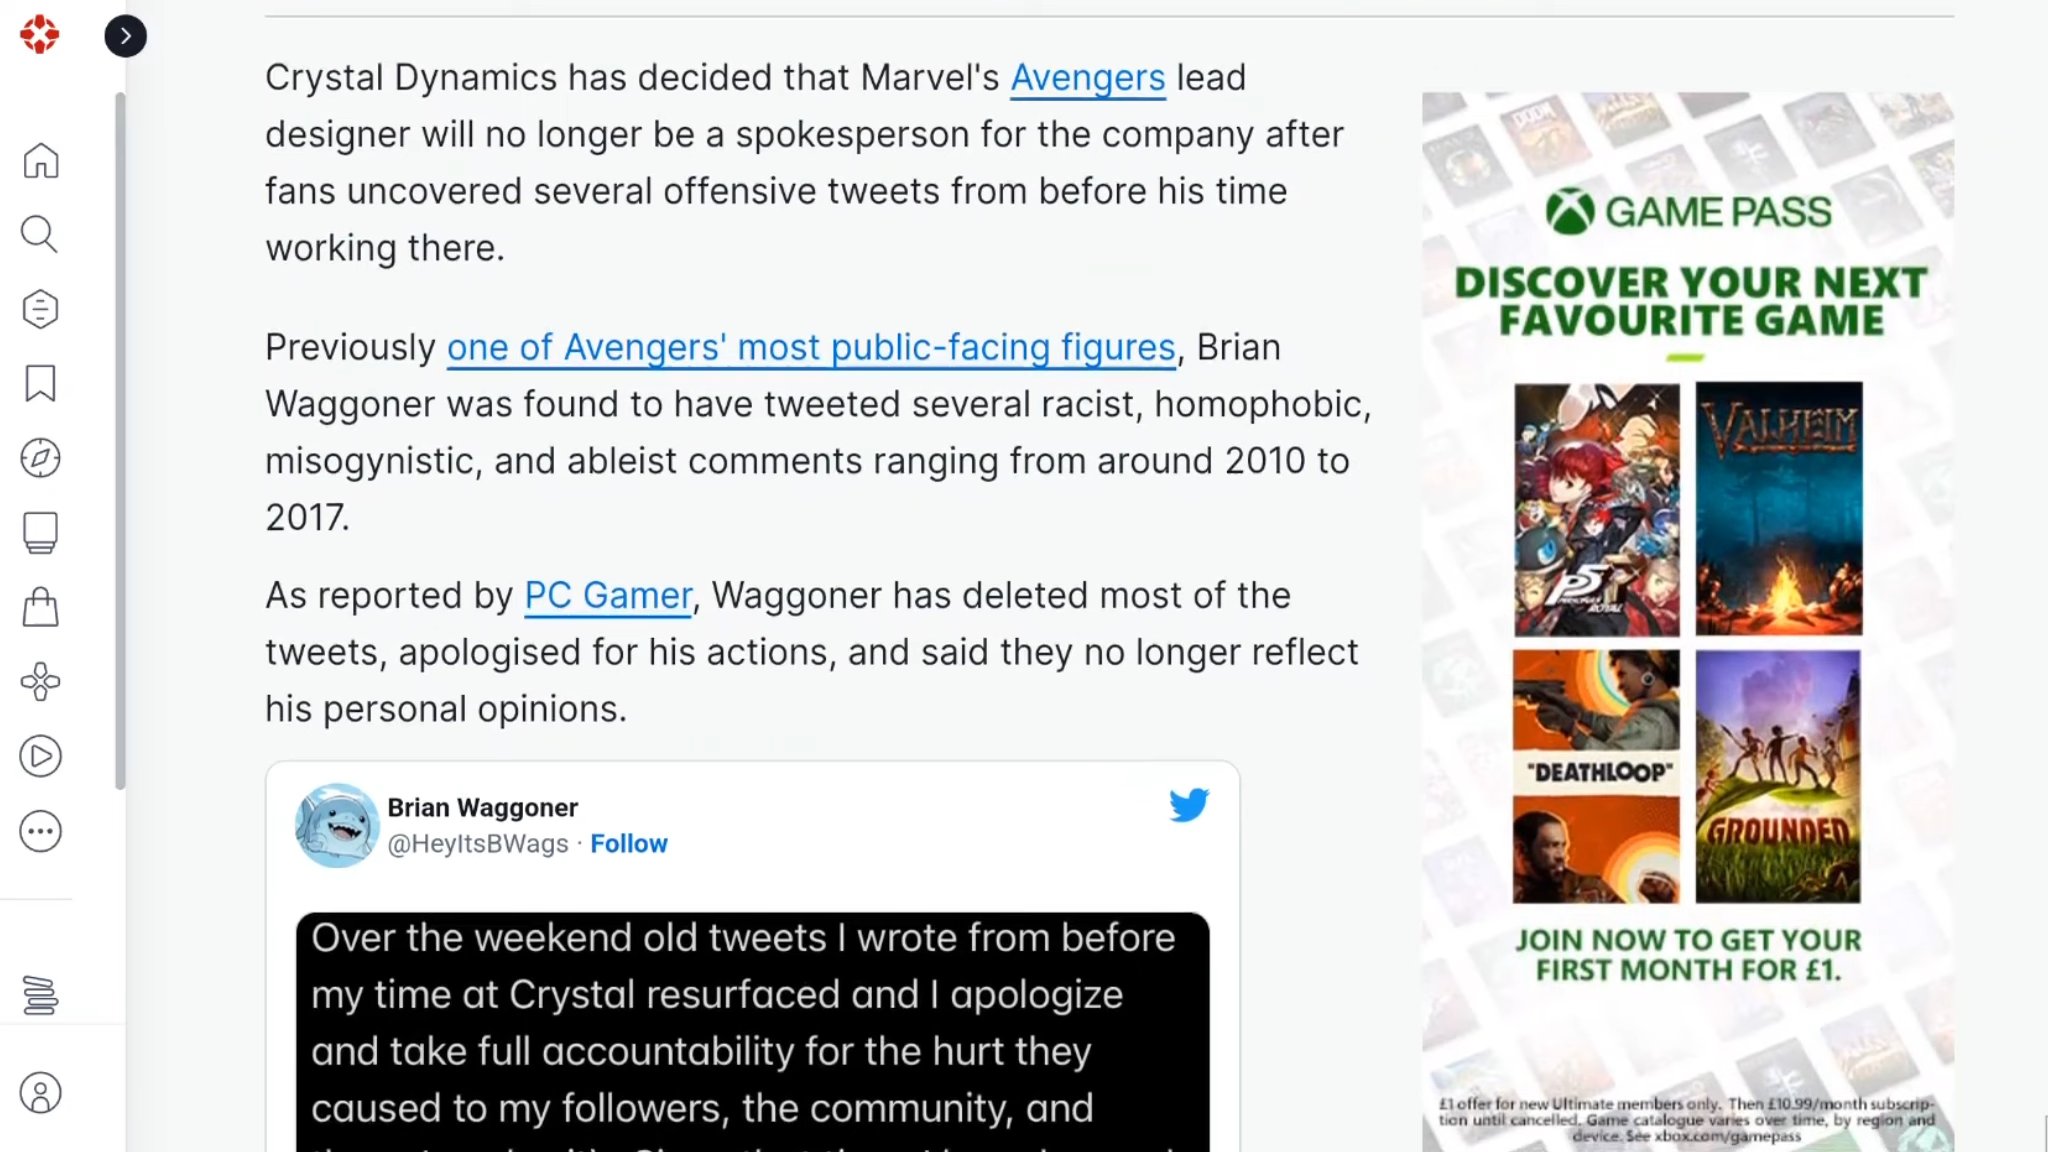 Crystal Dynamics has decided that Marvel's Avengers lead
designer will no longer be a spokesperson for the company after
fans uncovered several offensive tweets from before his time
working there.
Previously one of Avengers' most public-facing figures, Brian
Waggoner was found to have tweeted several racist, homophobic,
misogynistic, and ableist comments ranging from around 2010 to
2017.
As reported by PC Gamer, Waggoner has deleted most of the
tweets, apologised for his actions, and said they no longer reflect
his personal opinions.
Brian Waggoner
@HeyItsBWags · Follow
Over the weekend old tweets I wrote from before
my time at Crystal resurfaced and I apologize
and take full accountability for the hurt they
caused to my followers, the community, and
GAME PASS
DISCOVER YOUR NEXT
FAVOURITE GAME
P5
ROYAL
VALHEIM
"DEATHLOOP"
GROUNDED
JOIN NOW TO GET YOUR
FIRST MONTH FOR £1.
£1 offer for new Ultimate members only. Then £10.99/month subscrip-
tion until cancelled. Game catalogue varies over time, by region and
device. See xbox.com/gamepass
DOOM